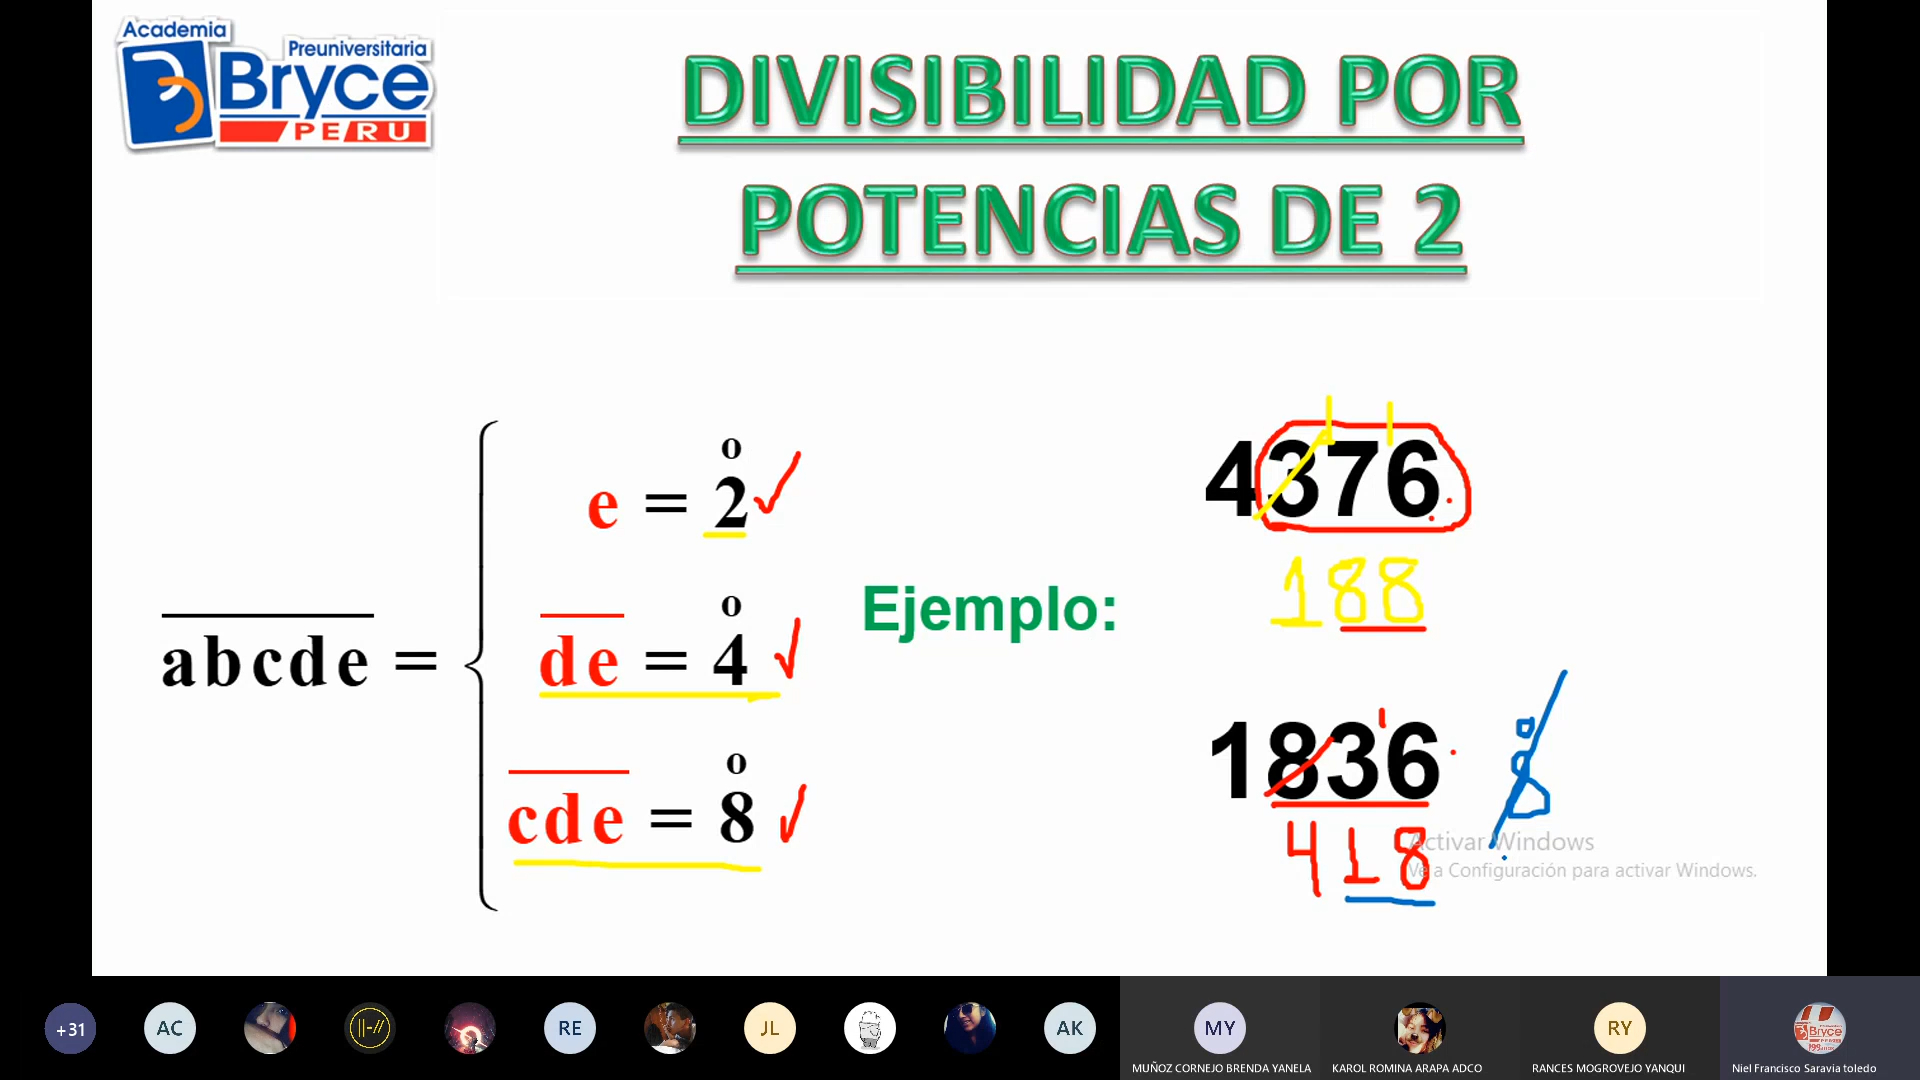 Academia
Preuniversitaria
Bryce
PERU
DIVISIBILIDAD POR
POTENCIAS DE 2
abcde =
e = 2
o
de = 4
o
cde = 8
o
Ejemplo:
4376
188
1836
418
8
Activar Windows
Ve a Configuración para activar Windows.
+31
AC
RE
JL
AK
MY
MUÑOZ CORNEJO BRENDA YANELA
KAROL ROMINA ARAPA ADCO
RY
RANCES MOGROVEJO YANQUI
Bryce
Niel Francisco Saravia toledo